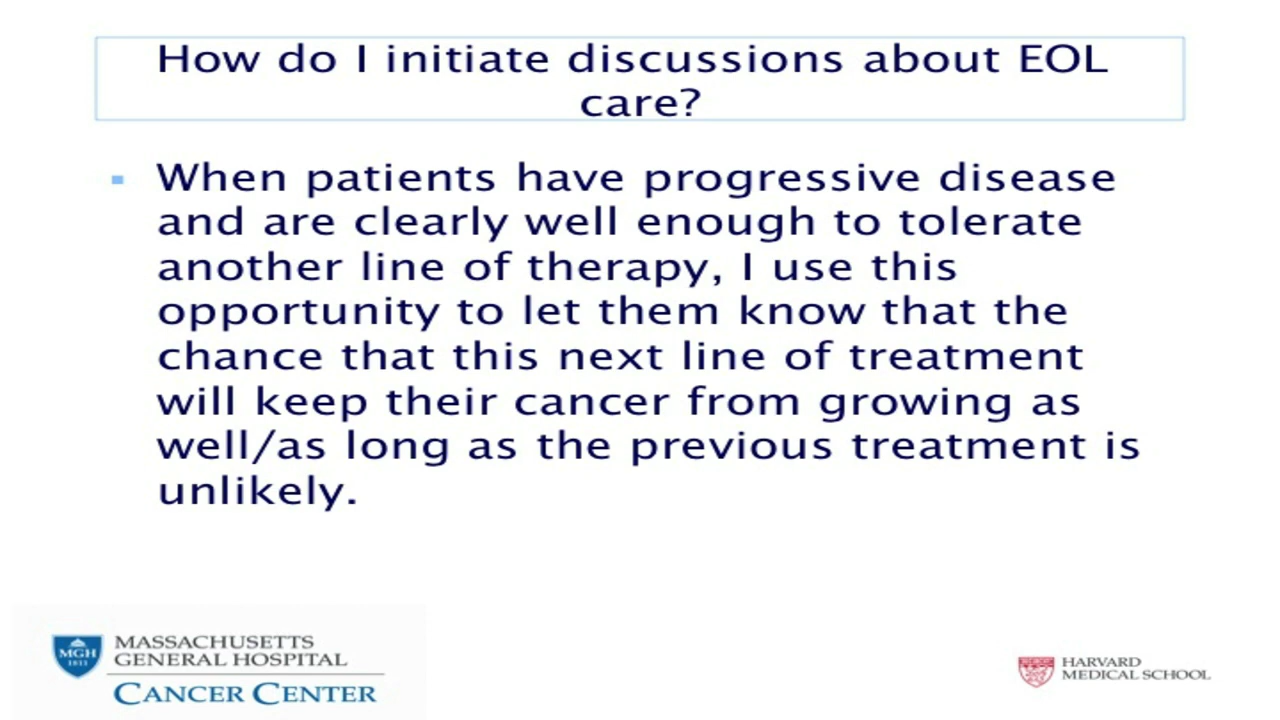 How do I initiate discussions about EOL
care?
When patients have progressive disease
and are clearly well enough to tolerate
another line of therapy, I use this
opportunity to let them know that the
chance that this next line of treatment
will keep their cancer from growing as
well/as long as the previous treatment is
unlikely.
MGH
1811
MASSACHUSETTS
GENERAL HOSPITAL
CANCER CENTER
HARVARD
MEDICAL SCHOOL